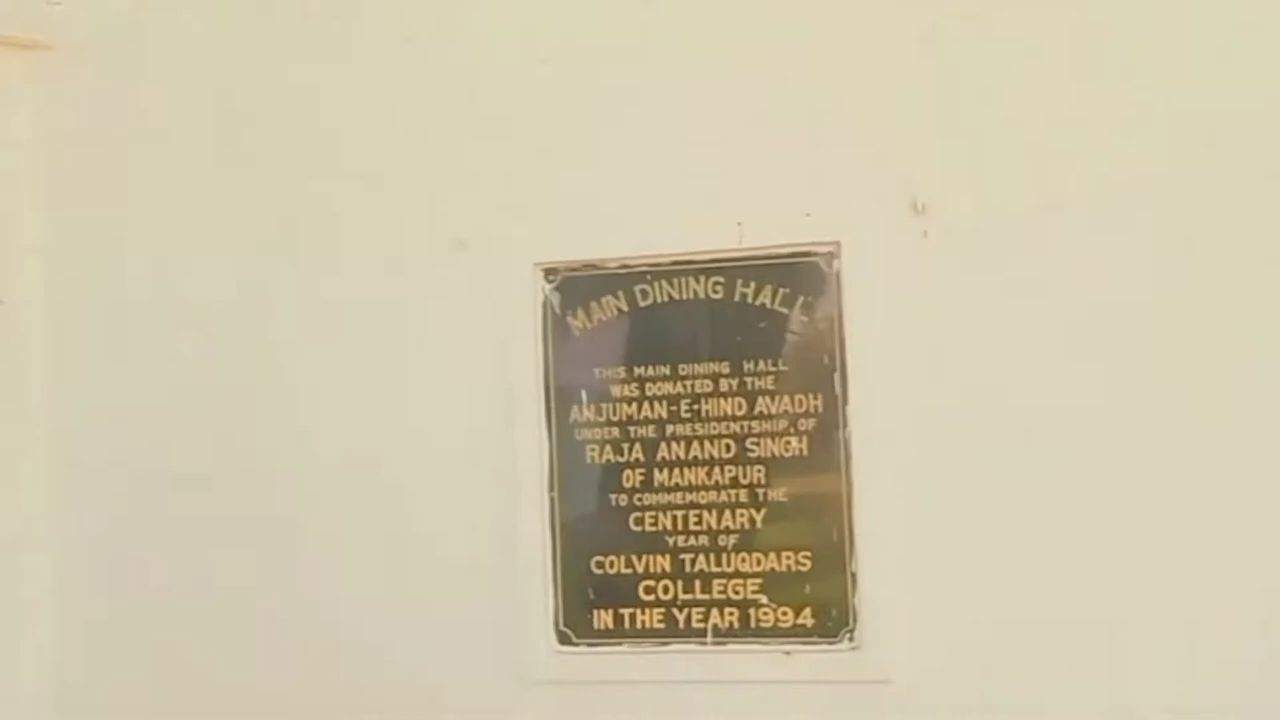 MAIN DINING HALL
THIS MAIN DINING HALL
WAS DONATED BY THE
ANJUMAN-E-HIND AVADH
UNDER THE PRESIDENTSHIP, OF
RAJA ANAND SINGH
OF MANKAPUR
TO COMMEMORATE THE
CENTENARY
YEAR OF
COLVIN TALUQDARS
COLLEGE
IN THE YEAR 1994